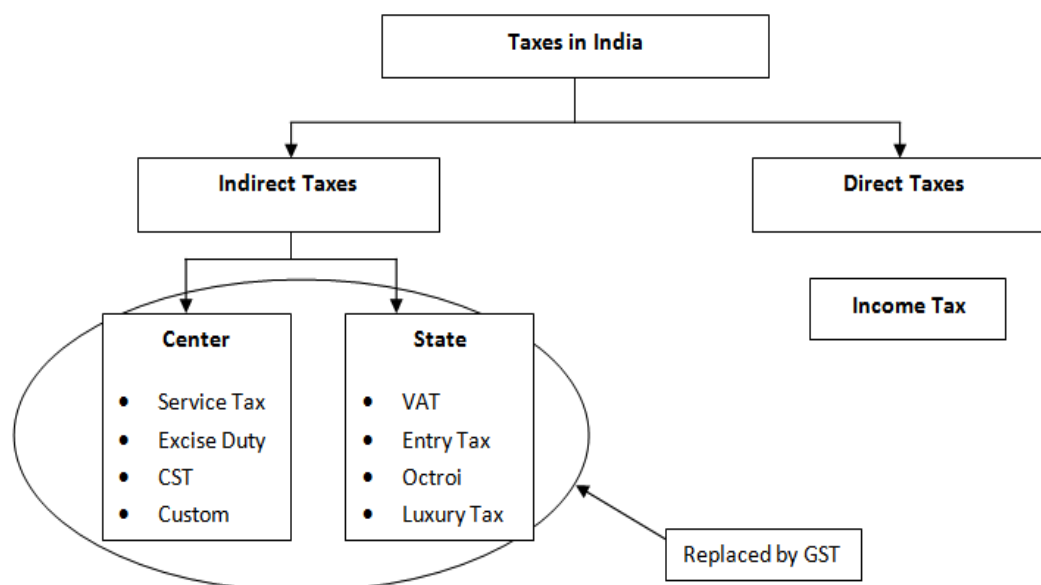 Taxes in India
Indirect Taxes
Direct Taxes
Income Tax
Center
• Service Tax
• Excise Duty
• CST
• Custom
State
• VAT
• Entry Tax
• Octroi
• Luxury Tax
Replaced by GST